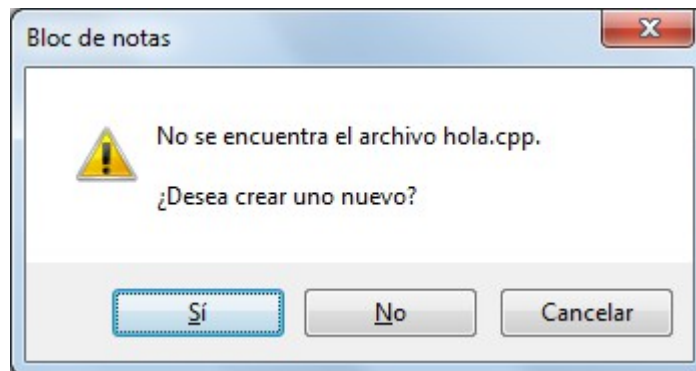 Bloc de notas
No se encuentra el archivo hola.cpp.
¿Desea crear uno nuevo?
Sí No Cancelar